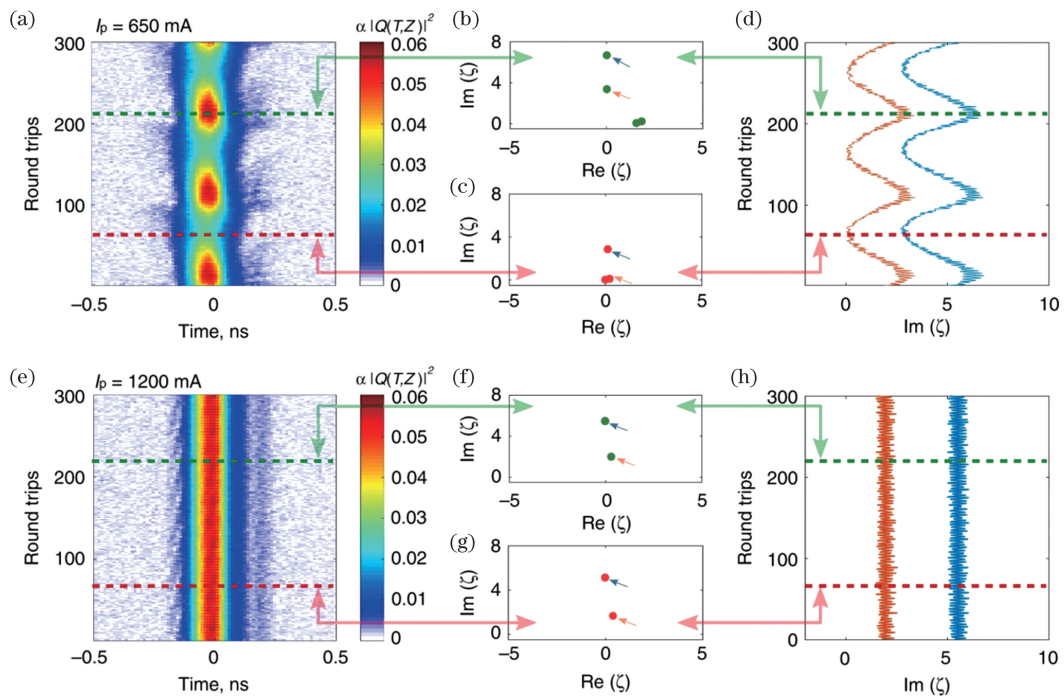 (a)
I_p = 650 mA
α |Q(T,Z)|²
300
200
100
0
Round trips
−0.5
0
0.5
Time, ns
0.06
0.05
0.04
0.03
0.02
0.01
0
(b)
Im (ζ)
8
4
0
−5
0
5
Re (ζ)
(c)
Im (ζ)
8
4
0
−5
0
5
Re (ζ)
(d)
Round trips
300
200
100
0
0
5
10
Im (ζ)
(e)
I_p = 1200 mA
α |Q(T,Z)|²
300
200
100
0
Round trips
−0.5
0
0.5
Time, ns
0.06
0.05
0.04
0.03
0.02
0.01
0
(f)
Im (ζ)
8
4
0
−5
0
5
Re (ζ)
(g)
Im (ζ)
8
4
0
−5
0
5
Re (ζ)
(h)
Round trips
300
200
100
0
0
5
10
Im (ζ)